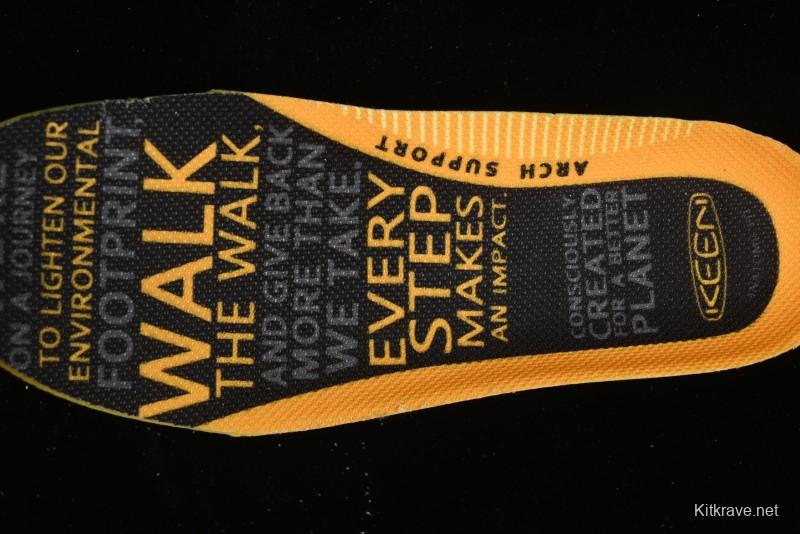 ON A JOURNEY
TO LIGHTEN OUR
ENVIRONMENTAL
FOOTPRINT,
WALK
THE WALK,
AND GIVE BACK
MORE THAN
WE TAKE.
EVERY
STEP
MAKES
AN IMPACT.
CONSCIOUSLY
CREATED
FOR A BETTER
PLANET
KEEN
ARCH SUPPORT
Kitkrave.net